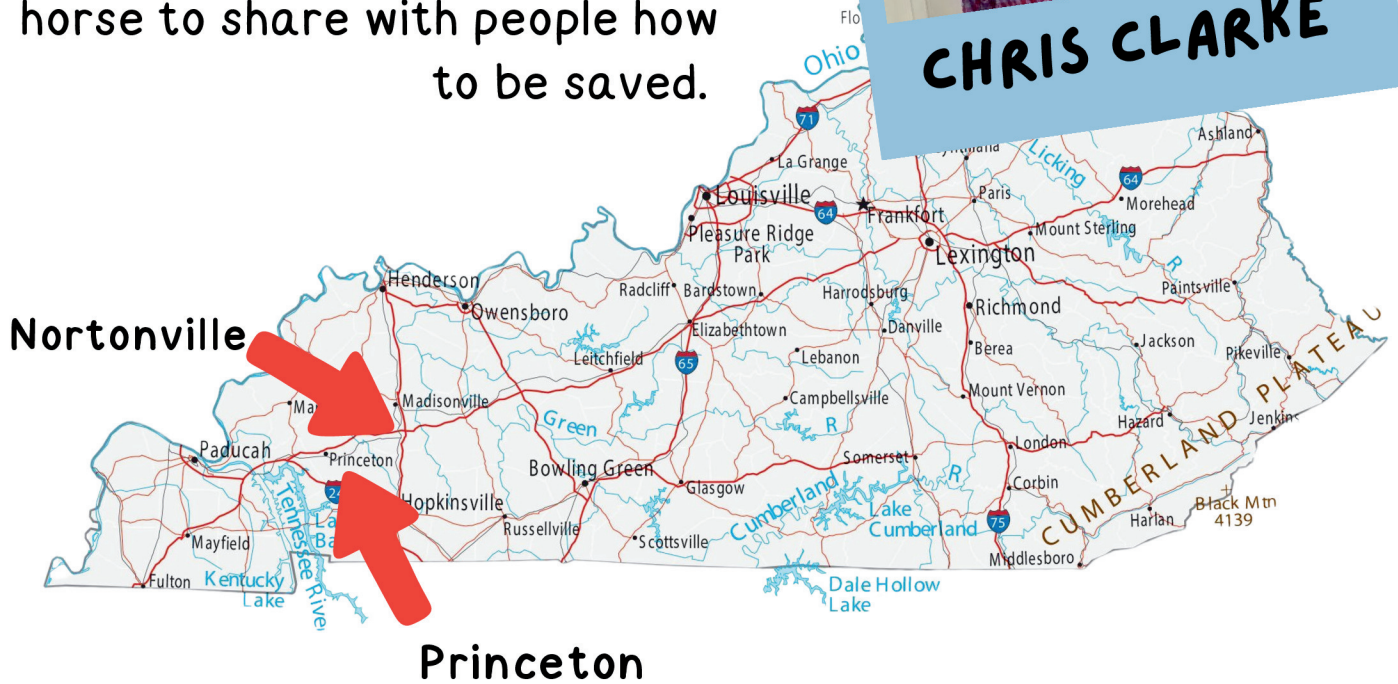 horse to share with people how
to be saved.
CHRIS CLARKE
Ohio
71
Ashland
La Grange
Licking
64
Louisville
Paris
Morehead
64
Frankfort
Mount Sterling
Pleasure Ridge
Park
Lexington
R
Henderson
Radcliff
Bardstown
Harrodsburg
Paintsville
Owensboro
Richmond
Nortonville
Elizabethtown
Danville
Leitchfield
65
Lebanon
Berea
Jackson
Pikeville
CUMBERLAND PLATEAU
Madisonville
Campbellsville
Mount Vernon
Green
R
Hazard
Jenkins
Paducah
Princeton
London
Bowling Green
Somerset
R
Glasgow
Corbin
Hopkinsville
Cumberland
Lake
Cumberland
75
Black Mtn
4139
Harlan
Russellville
Scottsville
Mayfield
Middlesboro
Tennessee River
Fulton
Kentucky
Lake
Dale Hollow
Lake
Princeton